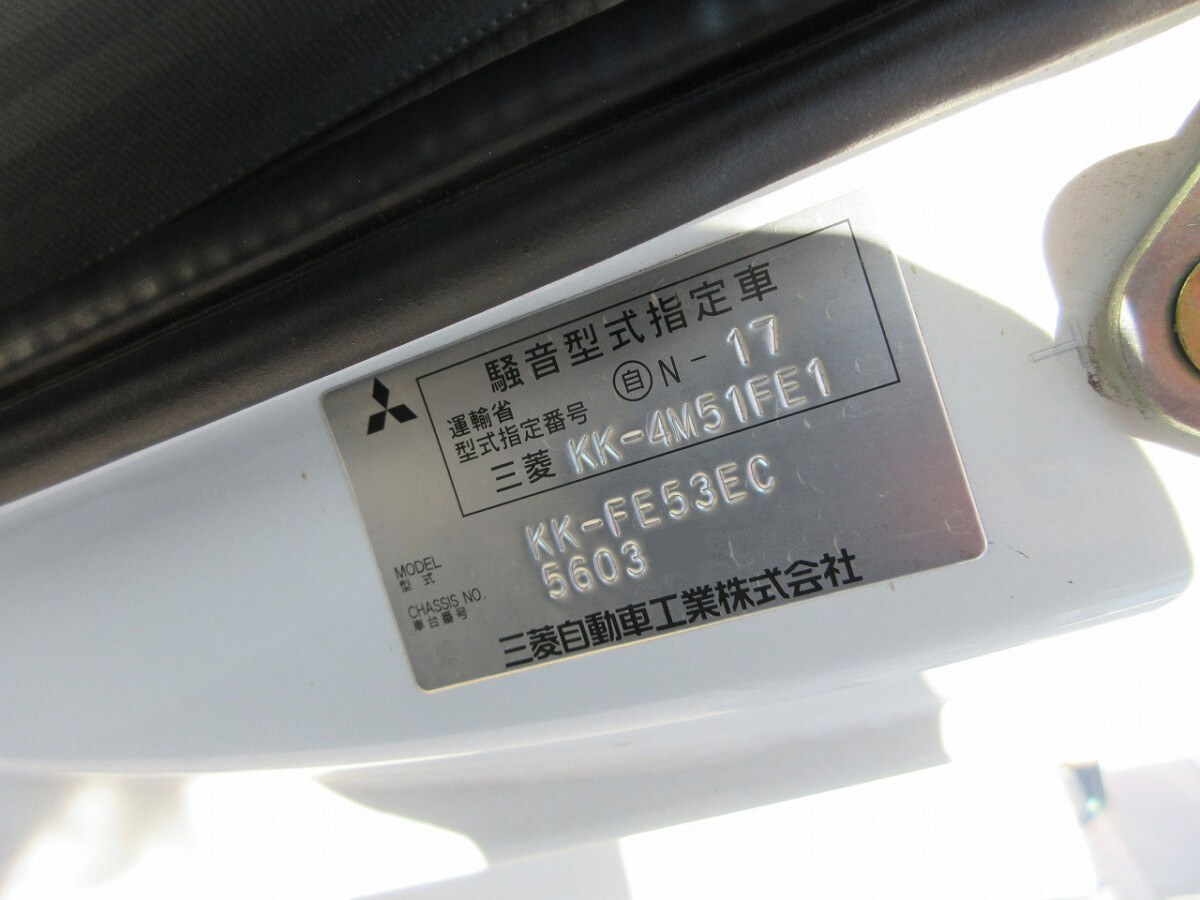 騒音型式指定車
運輸省
型式指定番号 自 N-17
三菱 KK-4M51FE1
MODEL
型式 KK-FE53EC
CHASSIS NO.
車台番号 5603
三菱自動車工業株式会社